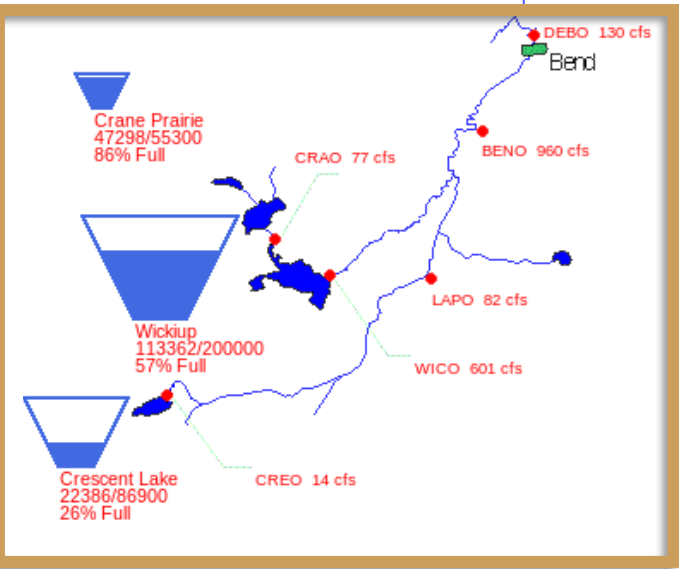 DEBO 130 cfs
Bend
Crane Prairie
47298/55300
86% Full
BENO 960 cfs
CRAO 77 cfs
LAPO 82 cfs
Wickiup
113362/200000
57% Full
WICO 601 cfs
Crescent Lake
22386/86900
26% Full
CREO 14 cfs